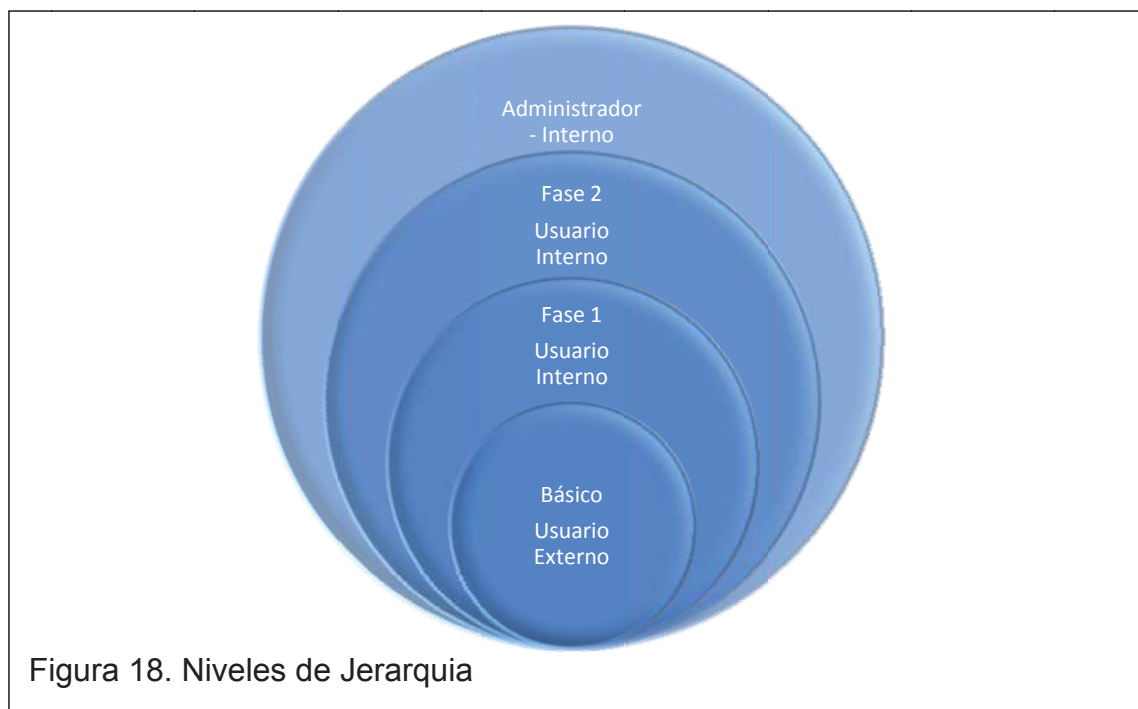 Administrador
- Interno
Fase 2
Usuario
Interno
Fase 1
Usuario
Interno
Básico
Usuario
Externo
Figura 18. Niveles de Jerarquia